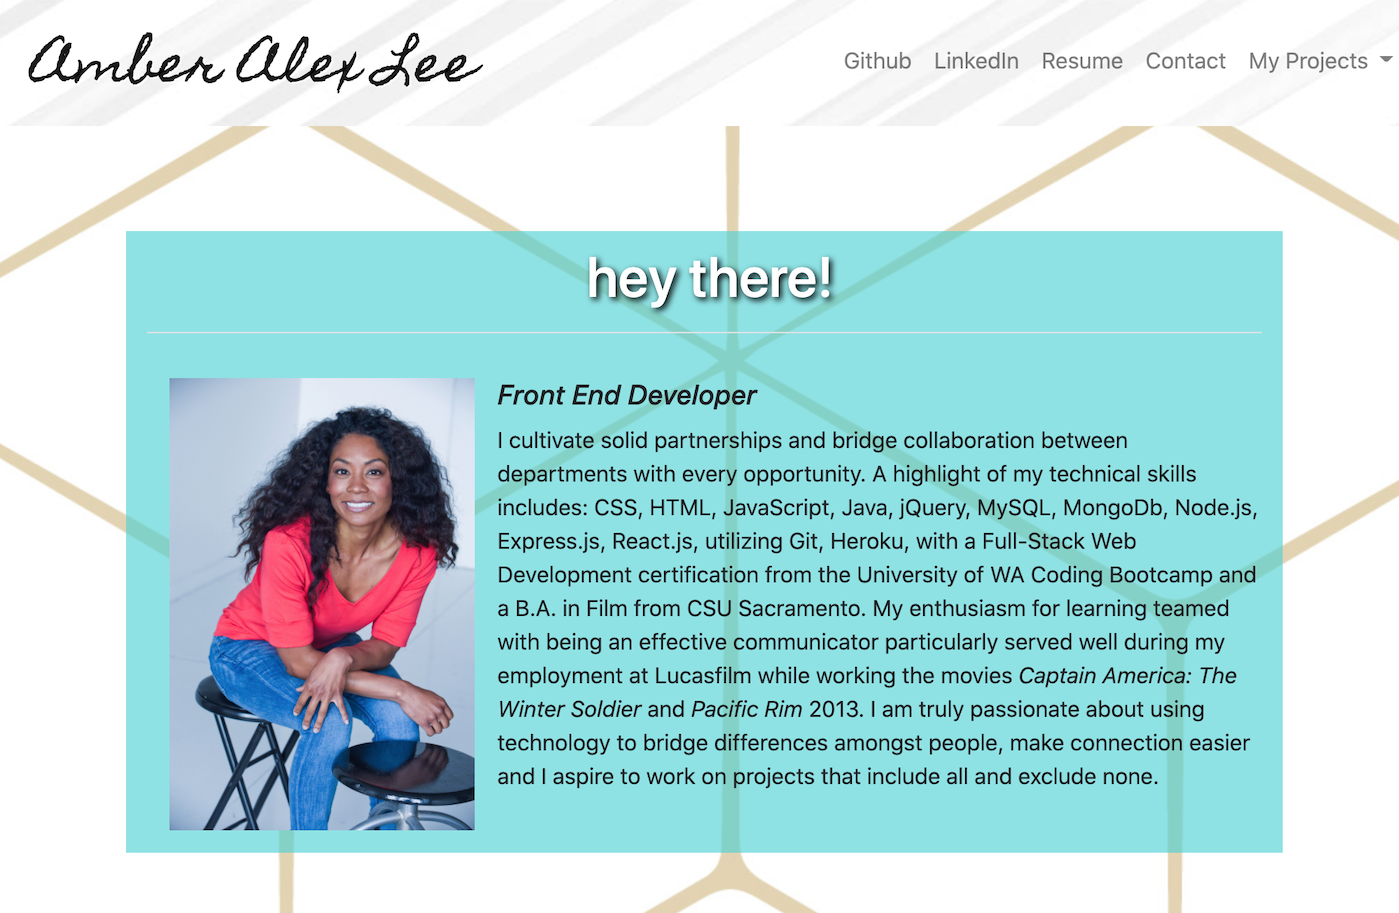 Amber Alex Lee
Github LinkedIn Resume Contact My Projects
hey there!
Front End Developer
I cultivate solid partnerships and bridge collaboration between
departments with every opportunity. A highlight of my technical skills
includes: CSS, HTML, JavaScript, Java, jQuery, MySQL, MongoDb, Node.js,
Express.js, React.js, utilizing Git, Heroku, with a Full-Stack Web
Development certification from the University of WA Coding Bootcamp and
a B.A. in Film from CSU Sacramento. My enthusiasm for learning teamed
with being an effective communicator particularly served well during my
employment at Lucasfilm while working the movies Captain America: The
Winter Soldier and Pacific Rim 2013. I am truly passionate about using
technology to bridge differences amongst people, make connection easier
and I aspire to work on projects that include all and exclude none.